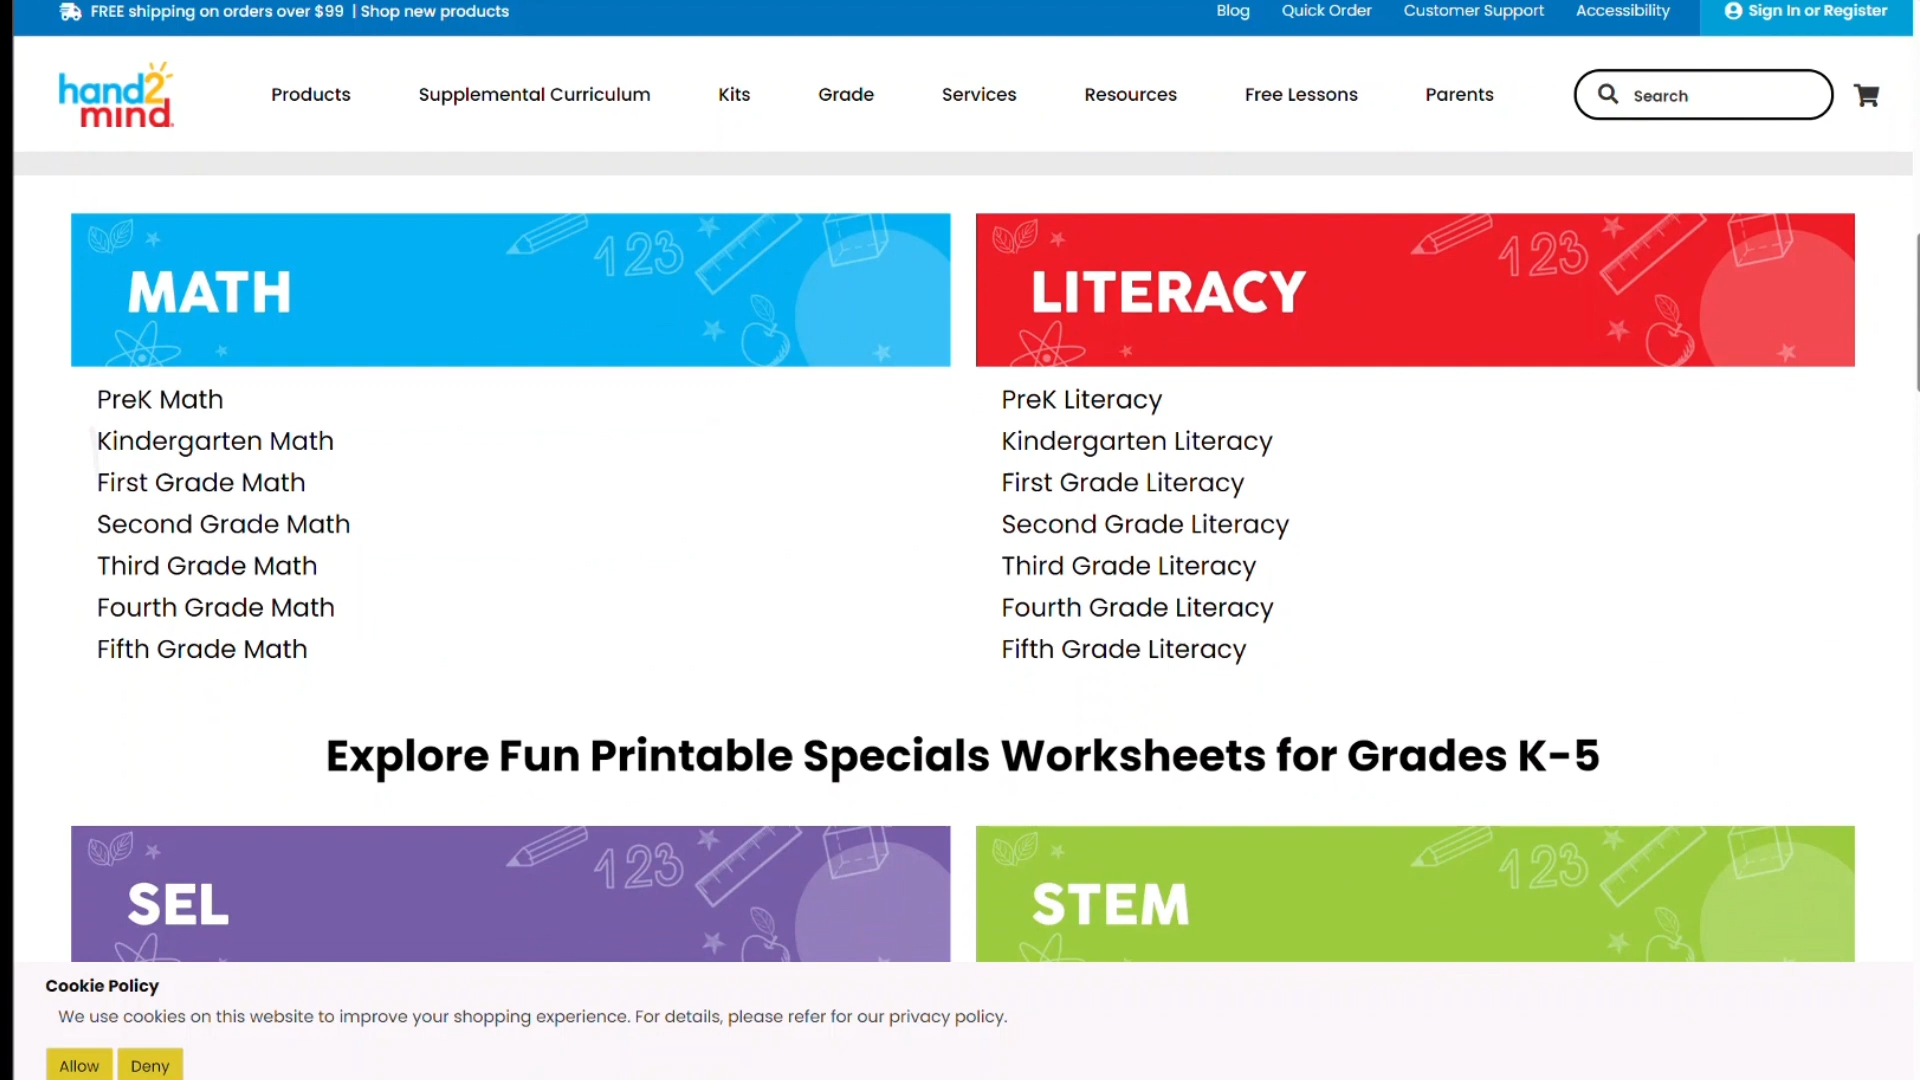 FREE shipping on orders over $99 | Shop new products
Blog Quick Order Customer Support Accessibility Sign In or Register
hand2
mind
Products Supplemental Curriculum Kits Grade Services Resources Free Lessons Parents Search
MATH
123
PreK Math
Kindergarten Math
First Grade Math
Second Grade Math
Third Grade Math
Fourth Grade Math
Fifth Grade Math
LITERACY
123
PreK Literacy
Kindergarten Literacy
First Grade Literacy
Second Grade Literacy
Third Grade Literacy
Fourth Grade Literacy
Fifth Grade Literacy
Explore Fun Printable Specials Worksheets for Grades K-5
SEL
123
STEM
123
Cookie Policy
We use cookies on this website to improve your shopping experience. For details, please refer for our privacy policy.
Allow Deny